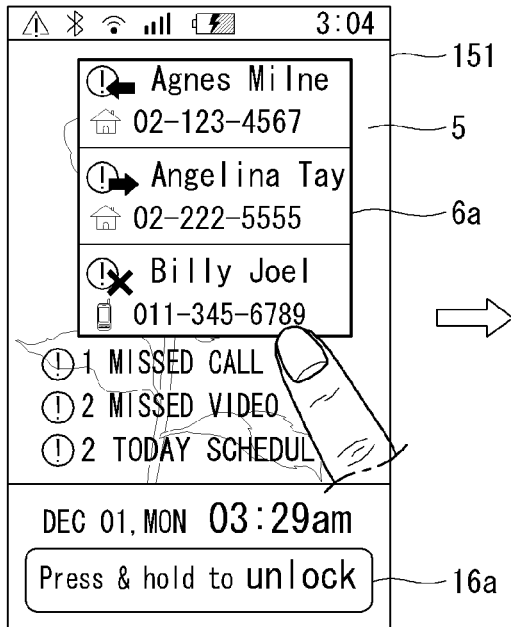 3:04
151
Agnes Milne
02-123-4567
5
Angelina Tay
02-222-5555
6a
Billy Joel
011-345-6789
1 MISSED CALL
2 MISSED VIDEO
2 TODAY SCHEDUL
DEC 01,MON 03:29am
Press & hold to unlock
16a